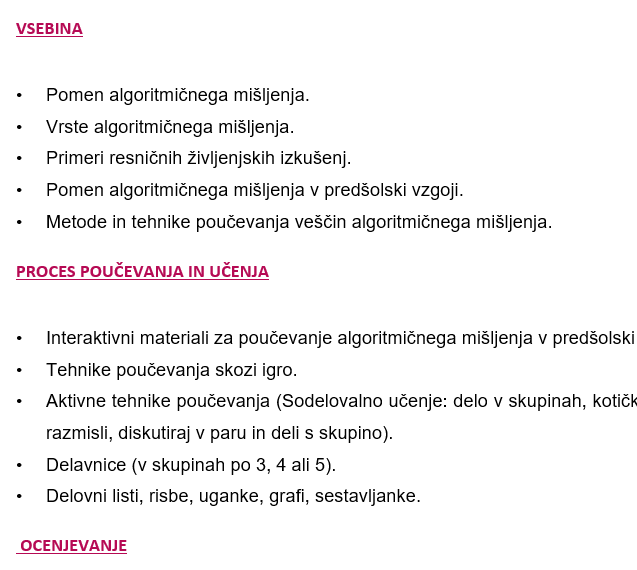 VSEBINA
• Pomen algoritmičnega mišljenja.
• Vrste algoritmičnega mišljenja.
• Primeri resničnih življenjskih izkušenj.
• Pomen algoritmičnega mišljenja v predšolski vzgoji.
• Metode in tehnike poučevanja veščin algoritmičnega mišljenja.
PROCES POUČEVANJA IN UČENJA
• Interaktivni materiali za poučevanje algoritmičnega mišljenja v predšolski
• Tehnike poučevanja skozi igro.
• Aktivne tehnike poučevanja (Sodelovalno učenje: delo v skupinah,
razmisli, diskutiraj v paru in deli s skupino).
• Delavnice (v skupinah po 3, 4 ali 5).
• Delovni listi, risbe, uganke, grafi, sestavljanke.
OCENJEVANJE